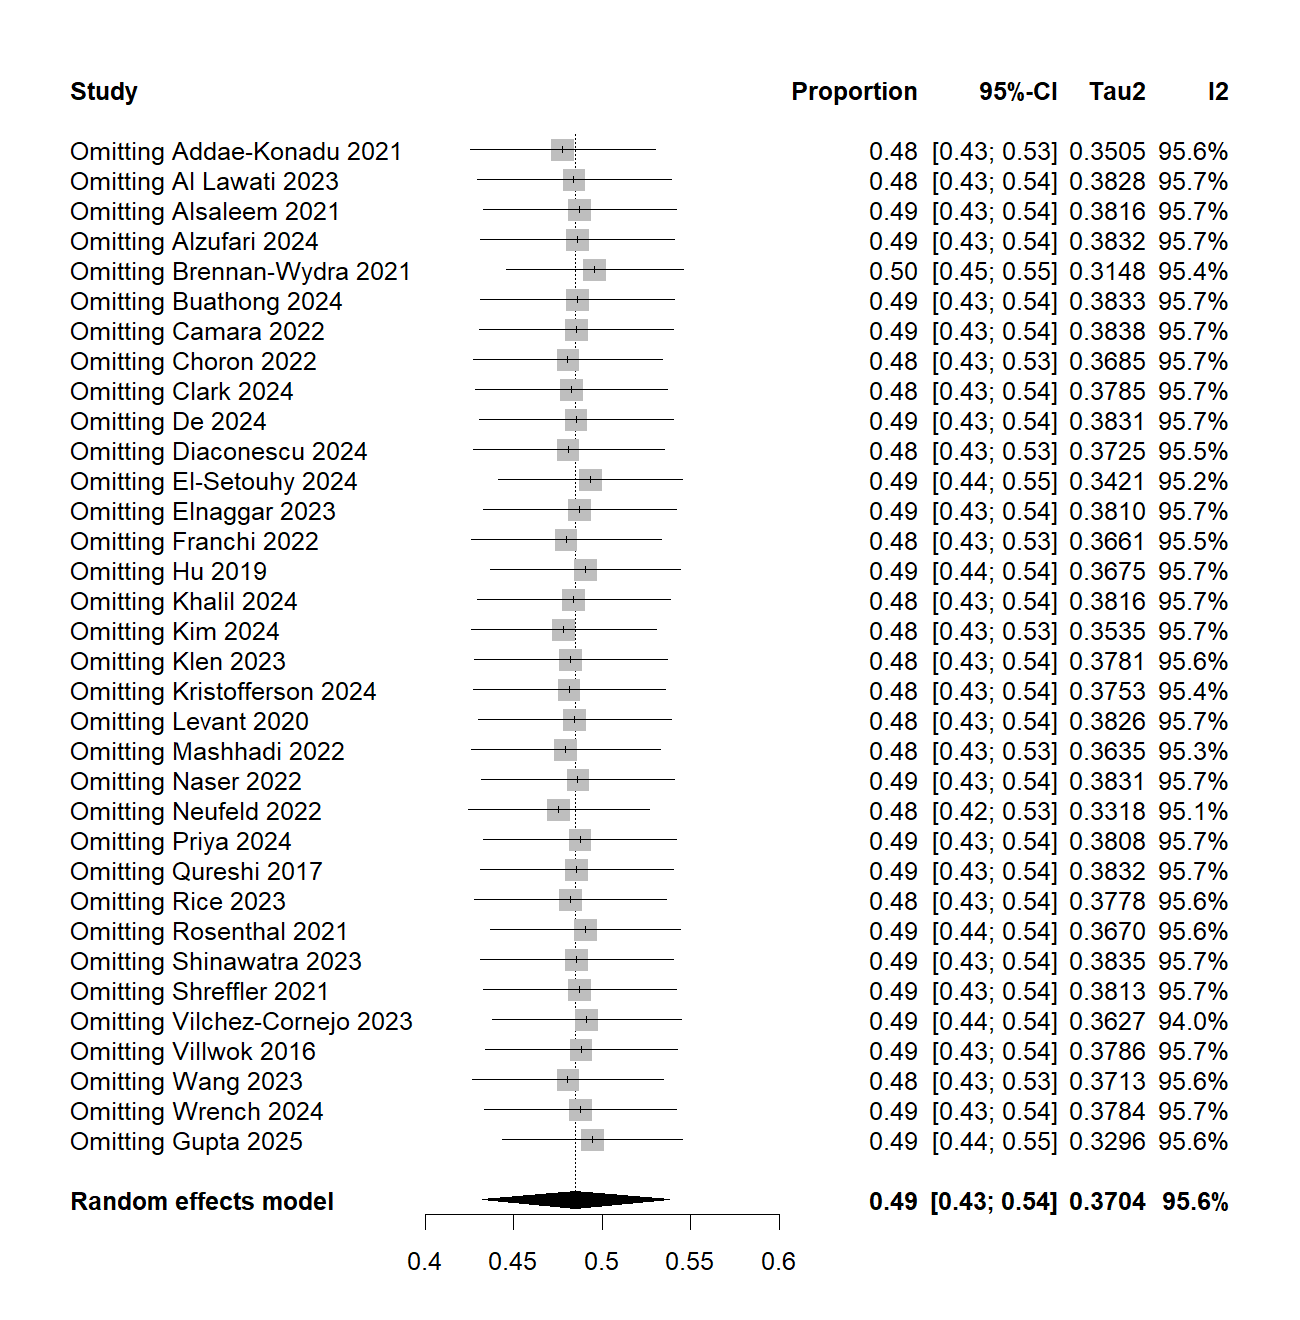 Study Proportion 95%-CI Tau2 I2
Omitting Addae-Konadu 2021 0.48 [0.43; 0.53] 0.3505 95.6%
Omitting Al Lawati 2023 0.48 [0.43; 0.54] 0.3828 95.7%
Omitting Alsaleem 2021 0.49 [0.43; 0.54] 0.3816 95.7%
Omitting Alzufari 2024 0.49 [0.43; 0.54] 0.3832 95.7%
Omitting Brennan-Wydra 2021 0.50 [0.45; 0.55] 0.3148 95.4%
Omitting Buathong 2024 0.49 [0.43; 0.54] 0.3833 95.7%
Omitting Camara 2022 0.49 [0.43; 0.54] 0.3838 95.7%
Omitting Choron 2022 0.48 [0.43; 0.53] 0.3685 95.7%
Omitting Clark 2024 0.48 [0.43; 0.54] 0.3785 95.7%
Omitting De 2024 0.49 [0.43; 0.54] 0.3831 95.7%
Omitting Diaconescu 2024 0.48 [0.43; 0.53] 0.3725 95.5%
Omitting El-Setouhy 2024 0.49 [0.44; 0.55] 0.3421 95.2%
Omitting Elnaggar 2023 0.49 [0.43; 0.54] 0.3810 95.7%
Omitting Franchi 2022 0.48 [0.43; 0.53] 0.3661 95.5%
Omitting Hu 2019 0.49 [0.44; 0.54] 0.3675 95.7%
Omitting Khalil 2024 0.48 [0.43; 0.54] 0.3816 95.7%
Omitting Kim 2024 0.48 [0.43; 0.53] 0.3535 95.7%
Omitting Klen 2023 0.48 [0.43; 0.54] 0.3781 95.6%
Omitting Kristofferson 2024 0.48 [0.43; 0.54] 0.3753 95.4%
Omitting Levant 2020 0.48 [0.43; 0.54] 0.3826 95.7%
Omitting Mashhadi 2022 0.48 [0.43; 0.53] 0.3635 95.3%
Omitting Naser 2022 0.49 [0.43; 0.54] 0.3831 95.7%
Omitting Neufeld 2022 0.48 [0.42; 0.53] 0.3318 95.1%
Omitting Priya 2024 0.49 [0.43; 0.54] 0.3808 95.7%
Omitting Qureshi 2017 0.49 [0.43; 0.54] 0.3832 95.7%
Omitting Rice 2023 0.48 [0.43; 0.54] 0.3778 95.6%
Omitting Rosenthal 2021 0.49 [0.44; 0.54] 0.3670 95.6%
Omitting Shinawatra 2023 0.49 [0.43; 0.54] 0.3835 95.7%
Omitting Shreffler 2021 0.49 [0.43; 0.54] 0.3813 95.7%
Omitting Vilchez-Cornejo 2023 0.49 [0.44; 0.54] 0.3627 94.0%
Omitting Villwok 2016 0.49 [0.43; 0.54] 0.3786 95.7%
Omitting Wang 2023 0.48 [0.43; 0.53] 0.3713 95.6%
Omitting Wrench 2024 0.49 [0.43; 0.54] 0.3784 95.7%
Omitting Gupta 2025 0.49 [0.44; 0.55] 0.3296 95.6%
Random effects model 0.49 [0.43; 0.54] 0.3704 95.6%
0.4 0.45 0.5 0.55 0.6